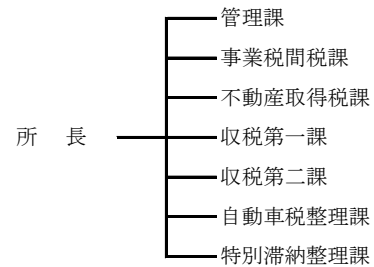 管理課
事業税間税課
不動産取得税課
所　長
収税第一課
収税第二課
自動車税整理課
特別滞納整理課